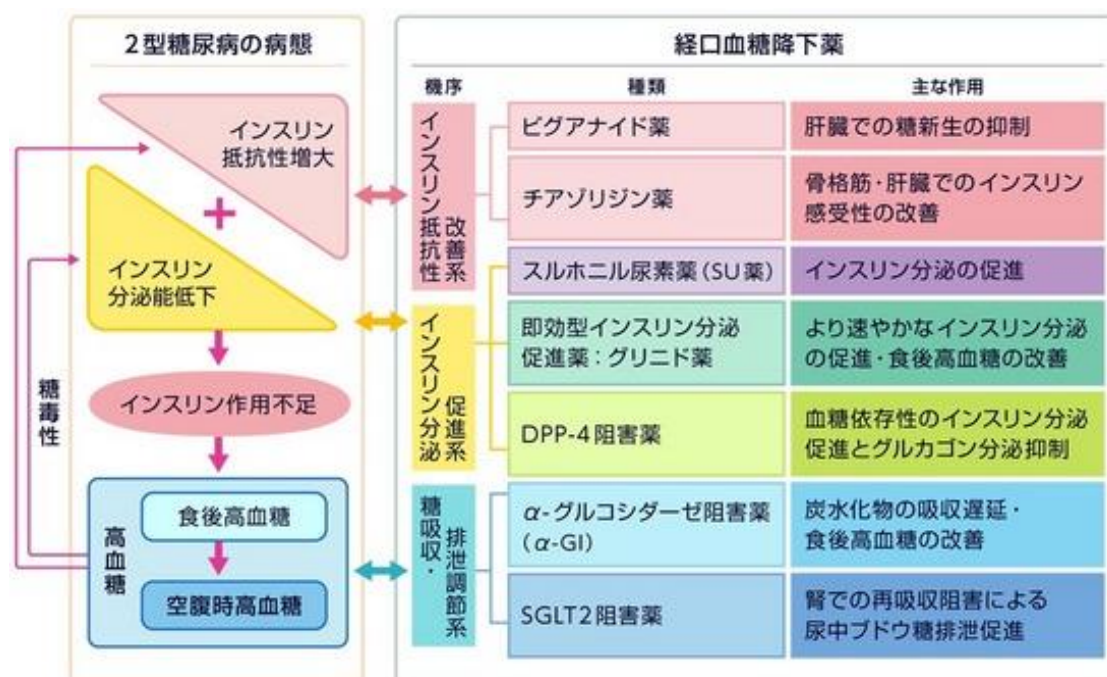 2型糖尿病の病態
インスリン
抵抗性増大
+
インスリン
分泌能低下
インスリン作用不足
糖毒性
高血糖
食後高血糖
空腹時高血糖
経口血糖降下薬
機序
種類
主な作用
インスリン抵抗性
改善系
ビグアナイド薬
肝臓での糖新生の抑制
チアゾリジン薬
骨格筋・肝臓でのインスリン
感受性の改善
インスリン分泌
促進系
スルホニル尿素薬(SU薬)
インスリン分泌の促進
即効型インスリン分泌
促進薬:グリニド薬
より速やかなインスリン分泌
の促進・食後高血糖の改善
DPP-4阻害薬
血糖依存性のインスリン分泌
促進とグルカゴン分泌抑制
糖吸収・
排泄調節系
α-グルコシダーゼ阻害薬
(α-GI)
炭水化物の吸収遅延・
食後高血糖の改善
SGLT2阻害薬
腎での再吸収阻害による
尿中ブドウ糖排泄促進